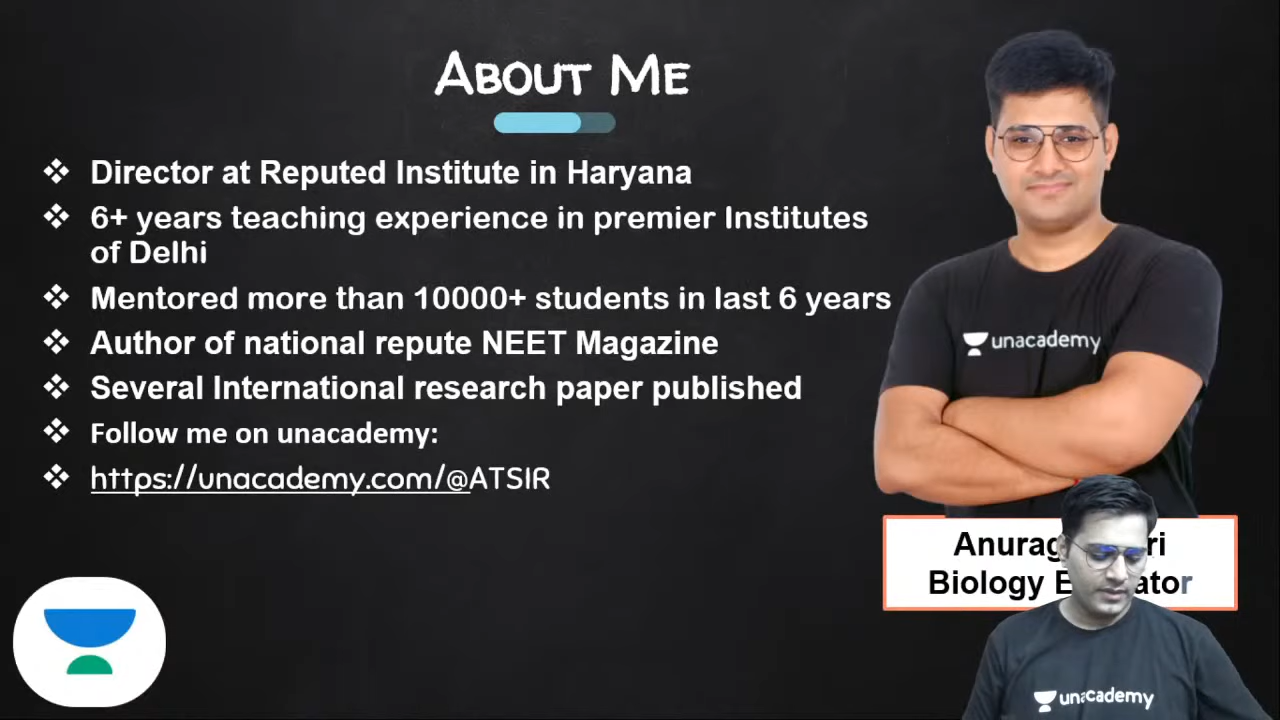 About Me
❖ Director at Reputed Institute in Haryana
❖ 6+ years teaching experience in premier Institutes
of Delhi
❖ Mentored more than 10000+ students in last 6 years
❖ Author of national repute NEET Magazine
❖ Several International research paper published
❖ Follow me on unacademy:
❖ https://unacademy.com/@ATSIR
unacademy
Biology
unacademy